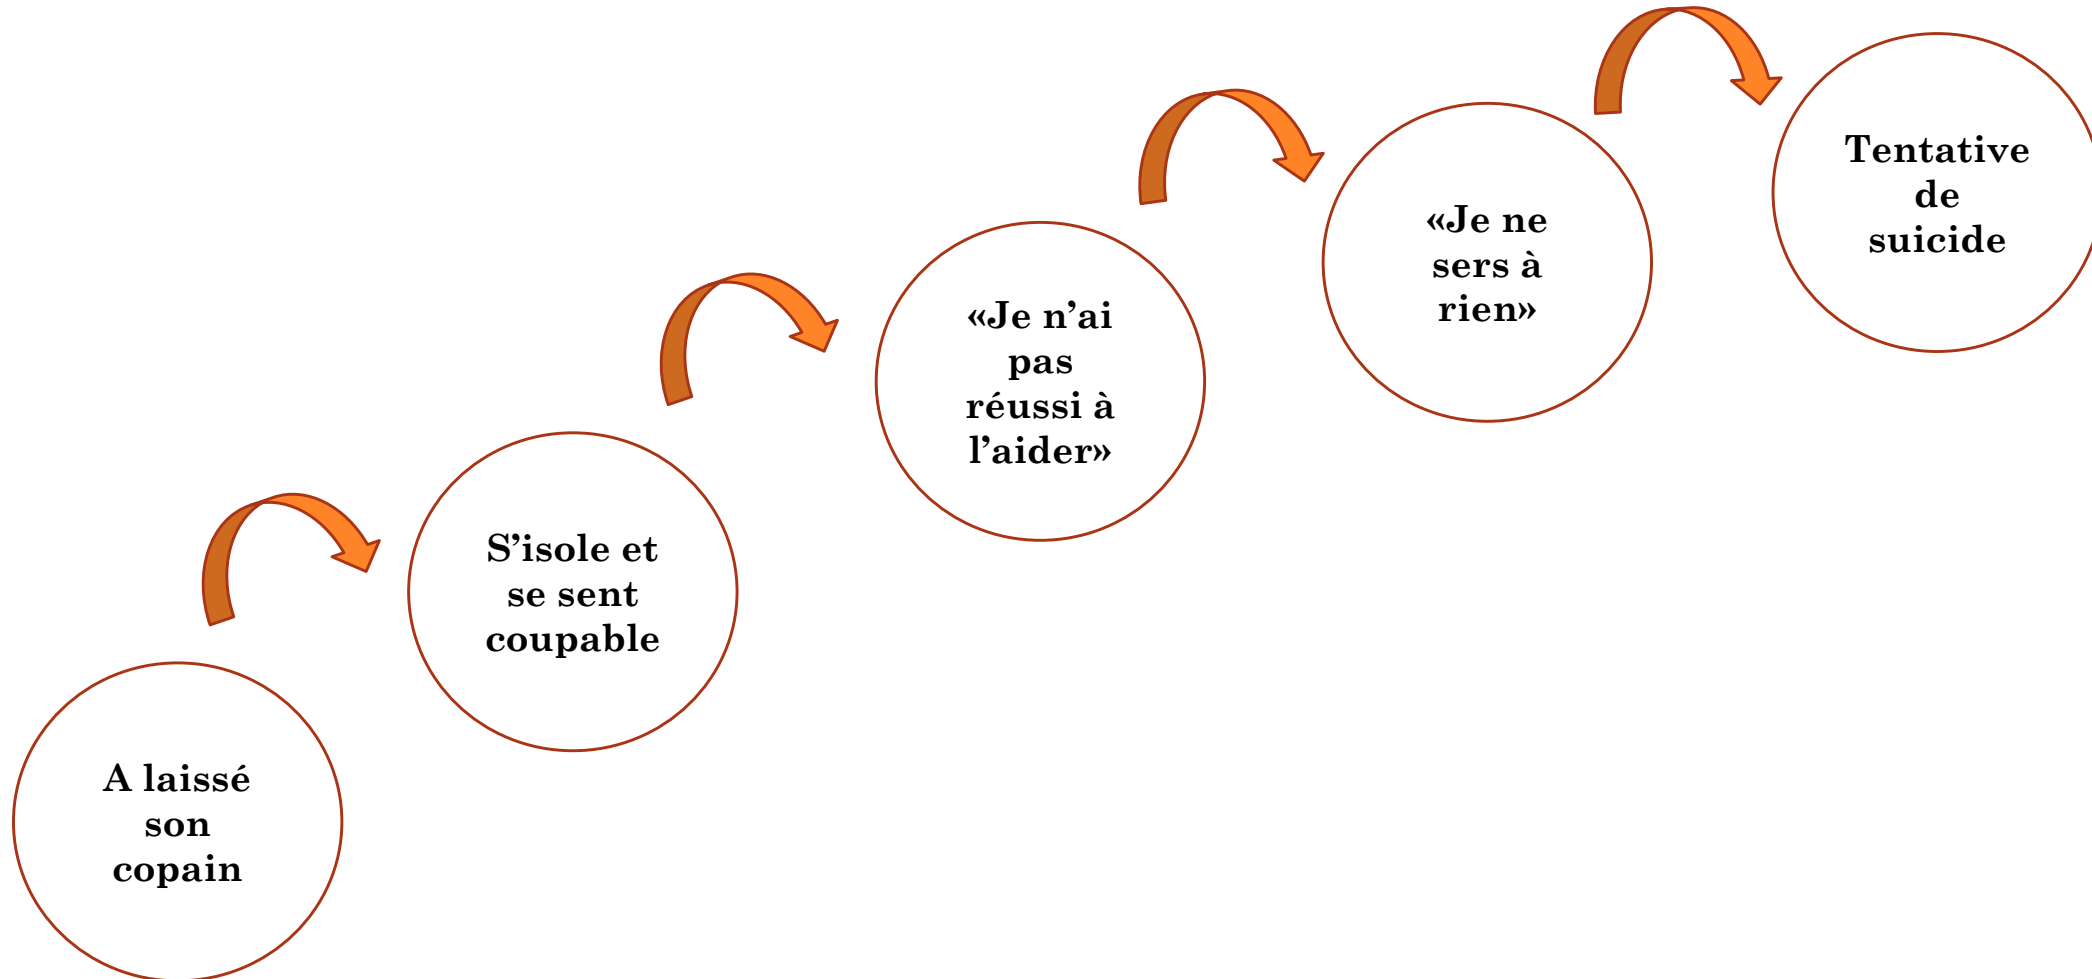 A laissé
son
copain
S’isole et
se sent
coupable
«Je n’ai
pas
réussi à
l’aider»
«Je ne
sers à
rien»
Tentative
de
suicide